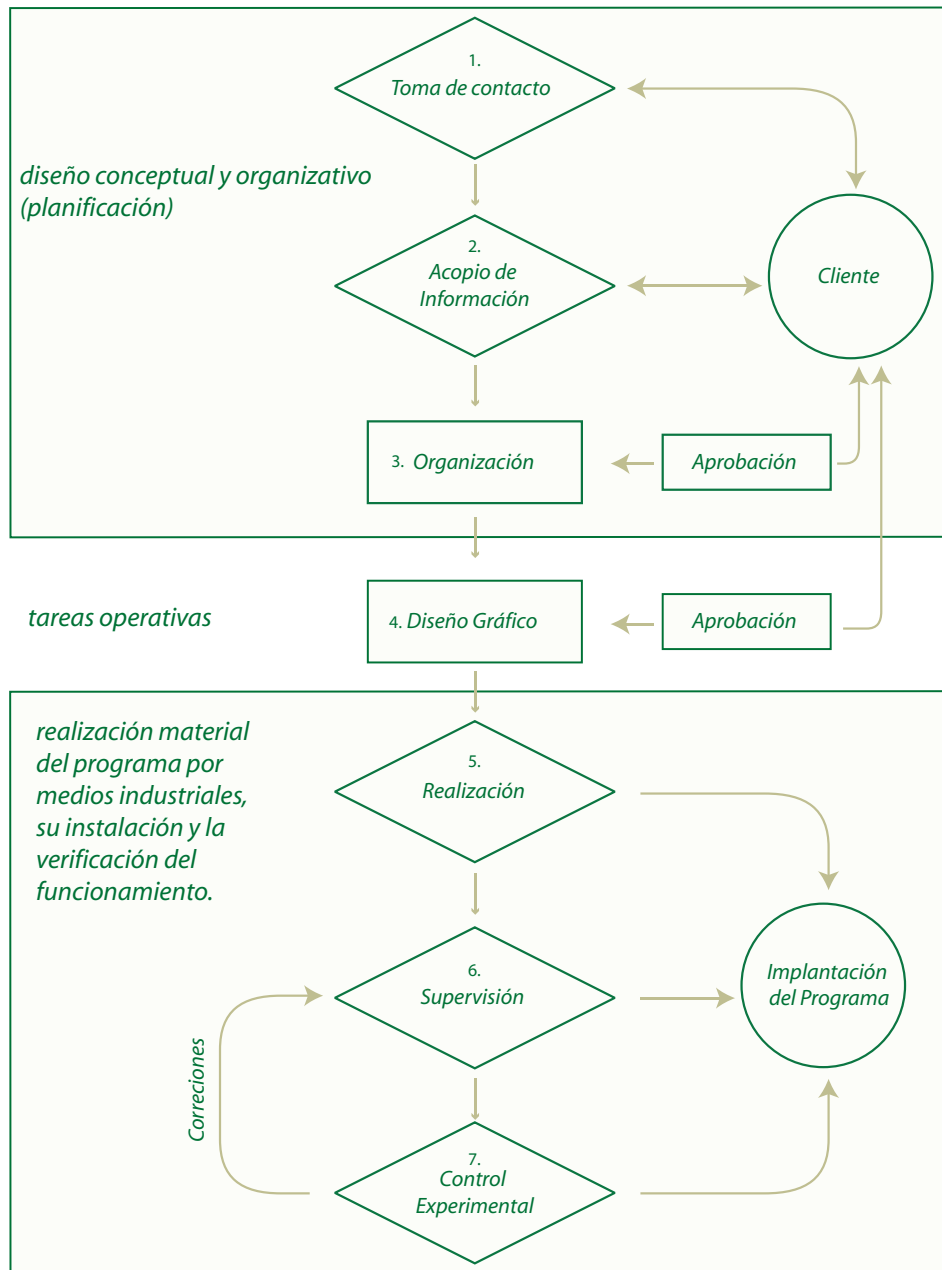 1.
Toma de contacto
diseño conceptual y organizativo
(planificación)
2.
Acopio de
Información
Cliente
3. Organización
Aprobación
tareas operativas
4. Diseño Gráfico
Aprobación
realización material
del programa por
medios industriales,
su instalación y la
verificación del
funcionamiento.
5.
Realización
6.
Supervisión
Implantación
del Programa
Correciones
7.
Control
Experimental